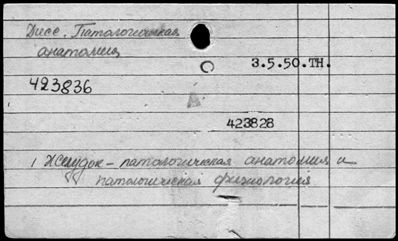 Дисс. Патологическая
анатомия
3.5.50.ТН.
423836
423828
1 Желудок - патологическая анатомия и
патологическая физиология